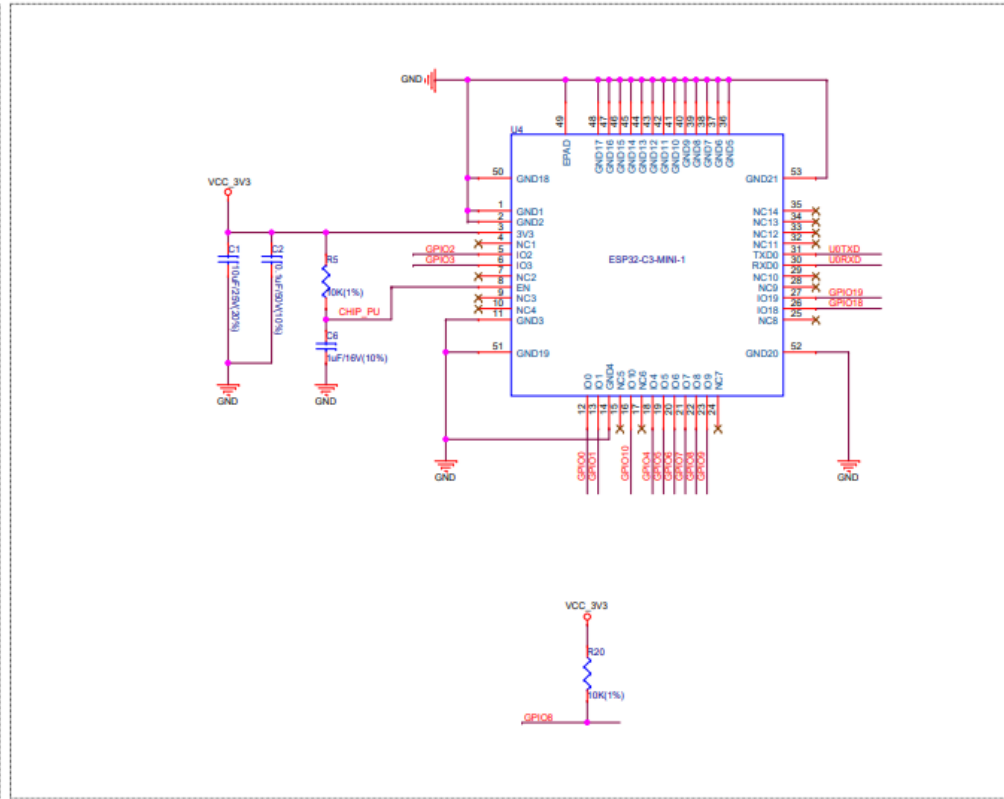 GND
49 48 47 46 45 44 43 42 41 40 39 38 37 36
U4
EPAD GND17 GND16 GND15 GND14 GND13 GND12 GND11 GND10 GND9 GND8 GND7 GND6 GND5
50 GND18
GND21 53
VCC_3V3
1 GND1
NC14 35
2 GND2
NC13 34
3 3V3
NC12 33
4 NC1
NC11 32
GPIO2 5 IO2
TXD0 31 U0TXD
GPIO3 6 IO3
RXD0 30 U0RXD
7 NC2
NC10 29
8 EN
NC9 28
9 NC3
IO19 27 GPIO19
10 NC4
IO18 26 GPIO18
11 GND3
NC8 25
ESP32-C3-MINI-1
C1
10uF/25V(20%)
C2
0.1uF/50V(10%)
R5
10K(1%)
CHIP_PU
C6
1uF/16V(10%)
GND
GND
51 GND19
GND20 52
IO0 IO1 GND4 NC5 IO10 NC6 IO4 IO5 IO6 IO7 IO8 IO9 NC7
12 13 14 15 16 17 18 19 20 21 22 23 24
GPIO0 GPIO1 GPIO10 GPIO4 GPIO5 GPIO6 GPIO7 GPIO8 GPIO9
GND
GND
VCC_3V3
R20
10K(1%)
GPIO8